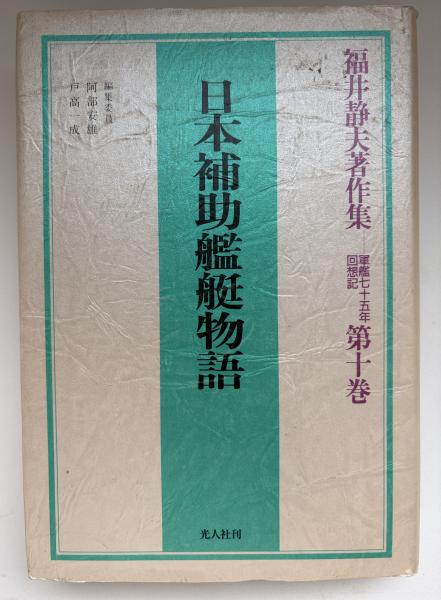 福井静夫著作集
軍艦七十五年
回想記
第十巻
日本補助艦艇物語
編集委員
阿部安雄
戸高一成
光人社刊